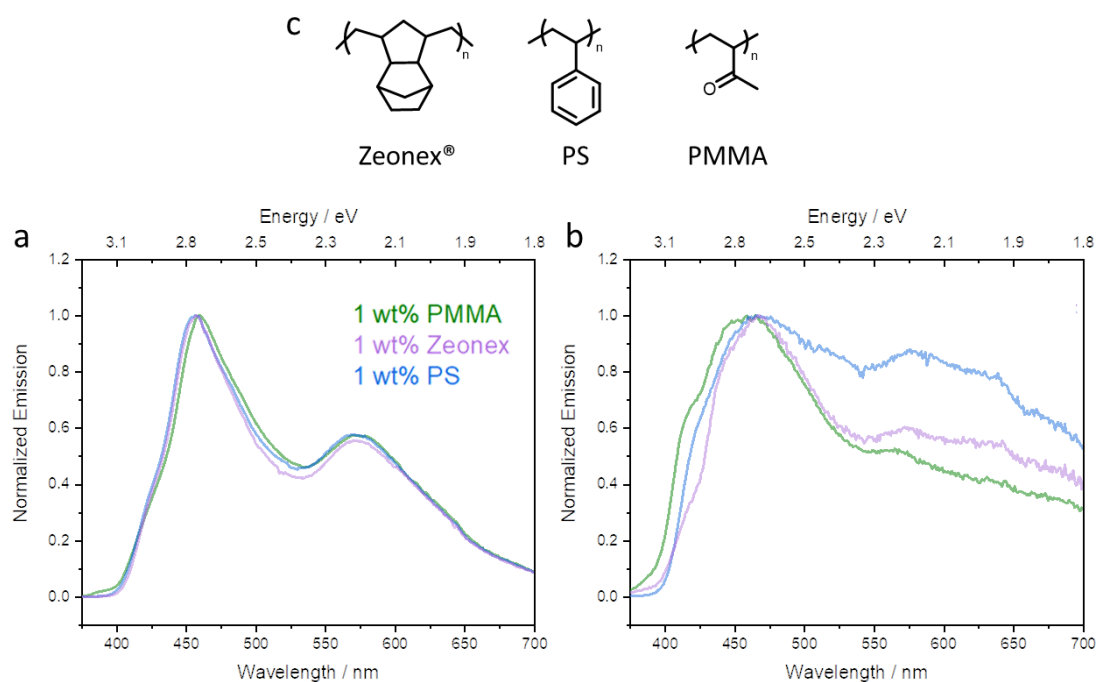 c
n
n
O
n
Zeonex®
PS
PMMA
a
Energy / eV
3.1 2.8 2.5 2.3 2.1 1.9 1.8
1.2
1.0
0.8
0.6
0.4
0.2
0.0
Normalized Emission
1 wt% PMMA
1 wt% Zeonex
1 wt% PS
400 450 500 550 600 650 700
Wavelength / nm
b
Energy / eV
3.1 2.8 2.5 2.3 2.1 1.9 1.8
1.2
1.0
0.8
0.6
0.4
0.2
0.0
Normalized Emission
400 450 500 550 600 650 700
Wavelength / nm